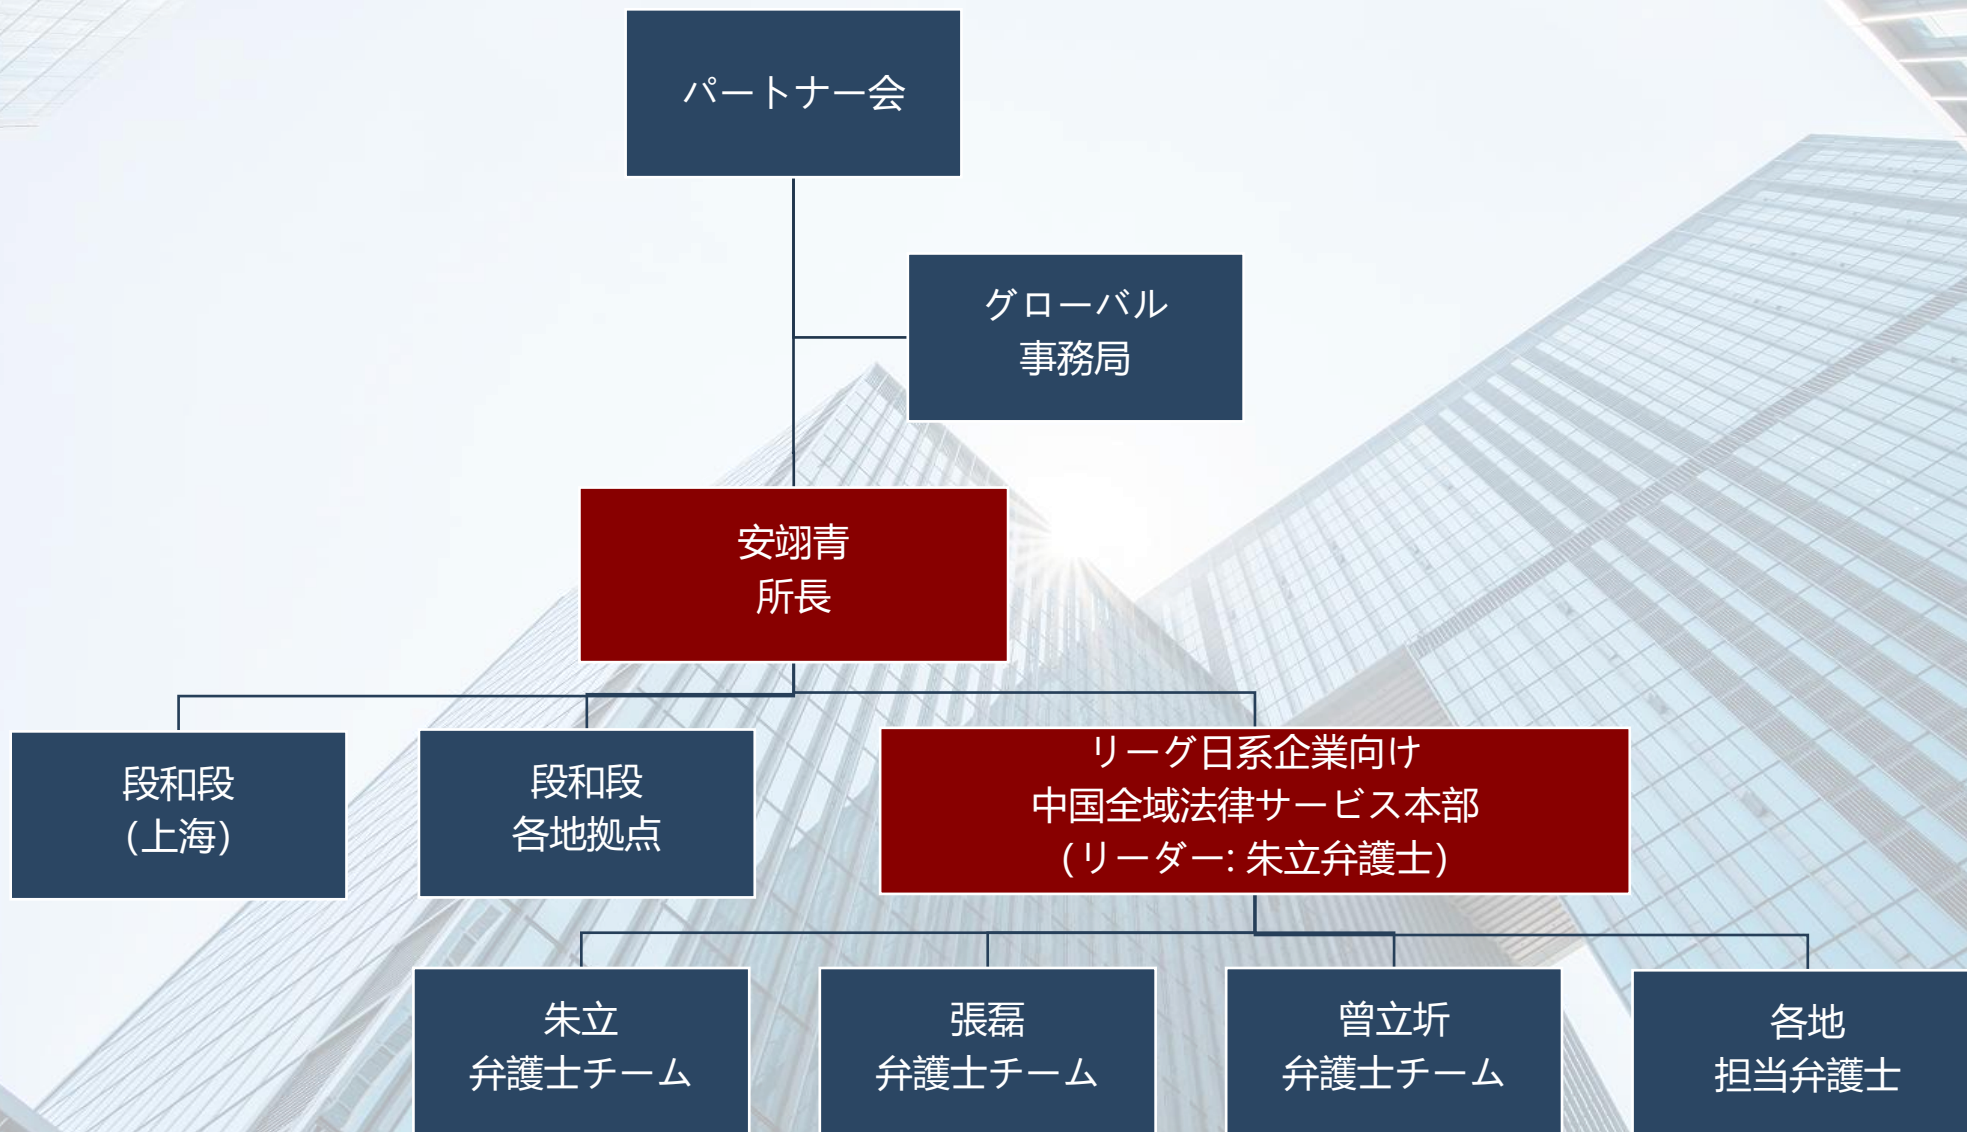 パートナー会
グローバル
事務局
安翊青
所長
段和段
(上海)
段和段
各地拠点
リーグ日系企業向け
中国全域法律サービス本部
(リーダー: 朱立弁護士)
朱立
弁護士チーム
張磊
弁護士チーム
曽立圻
弁護士チーム
各地
担当弁護士